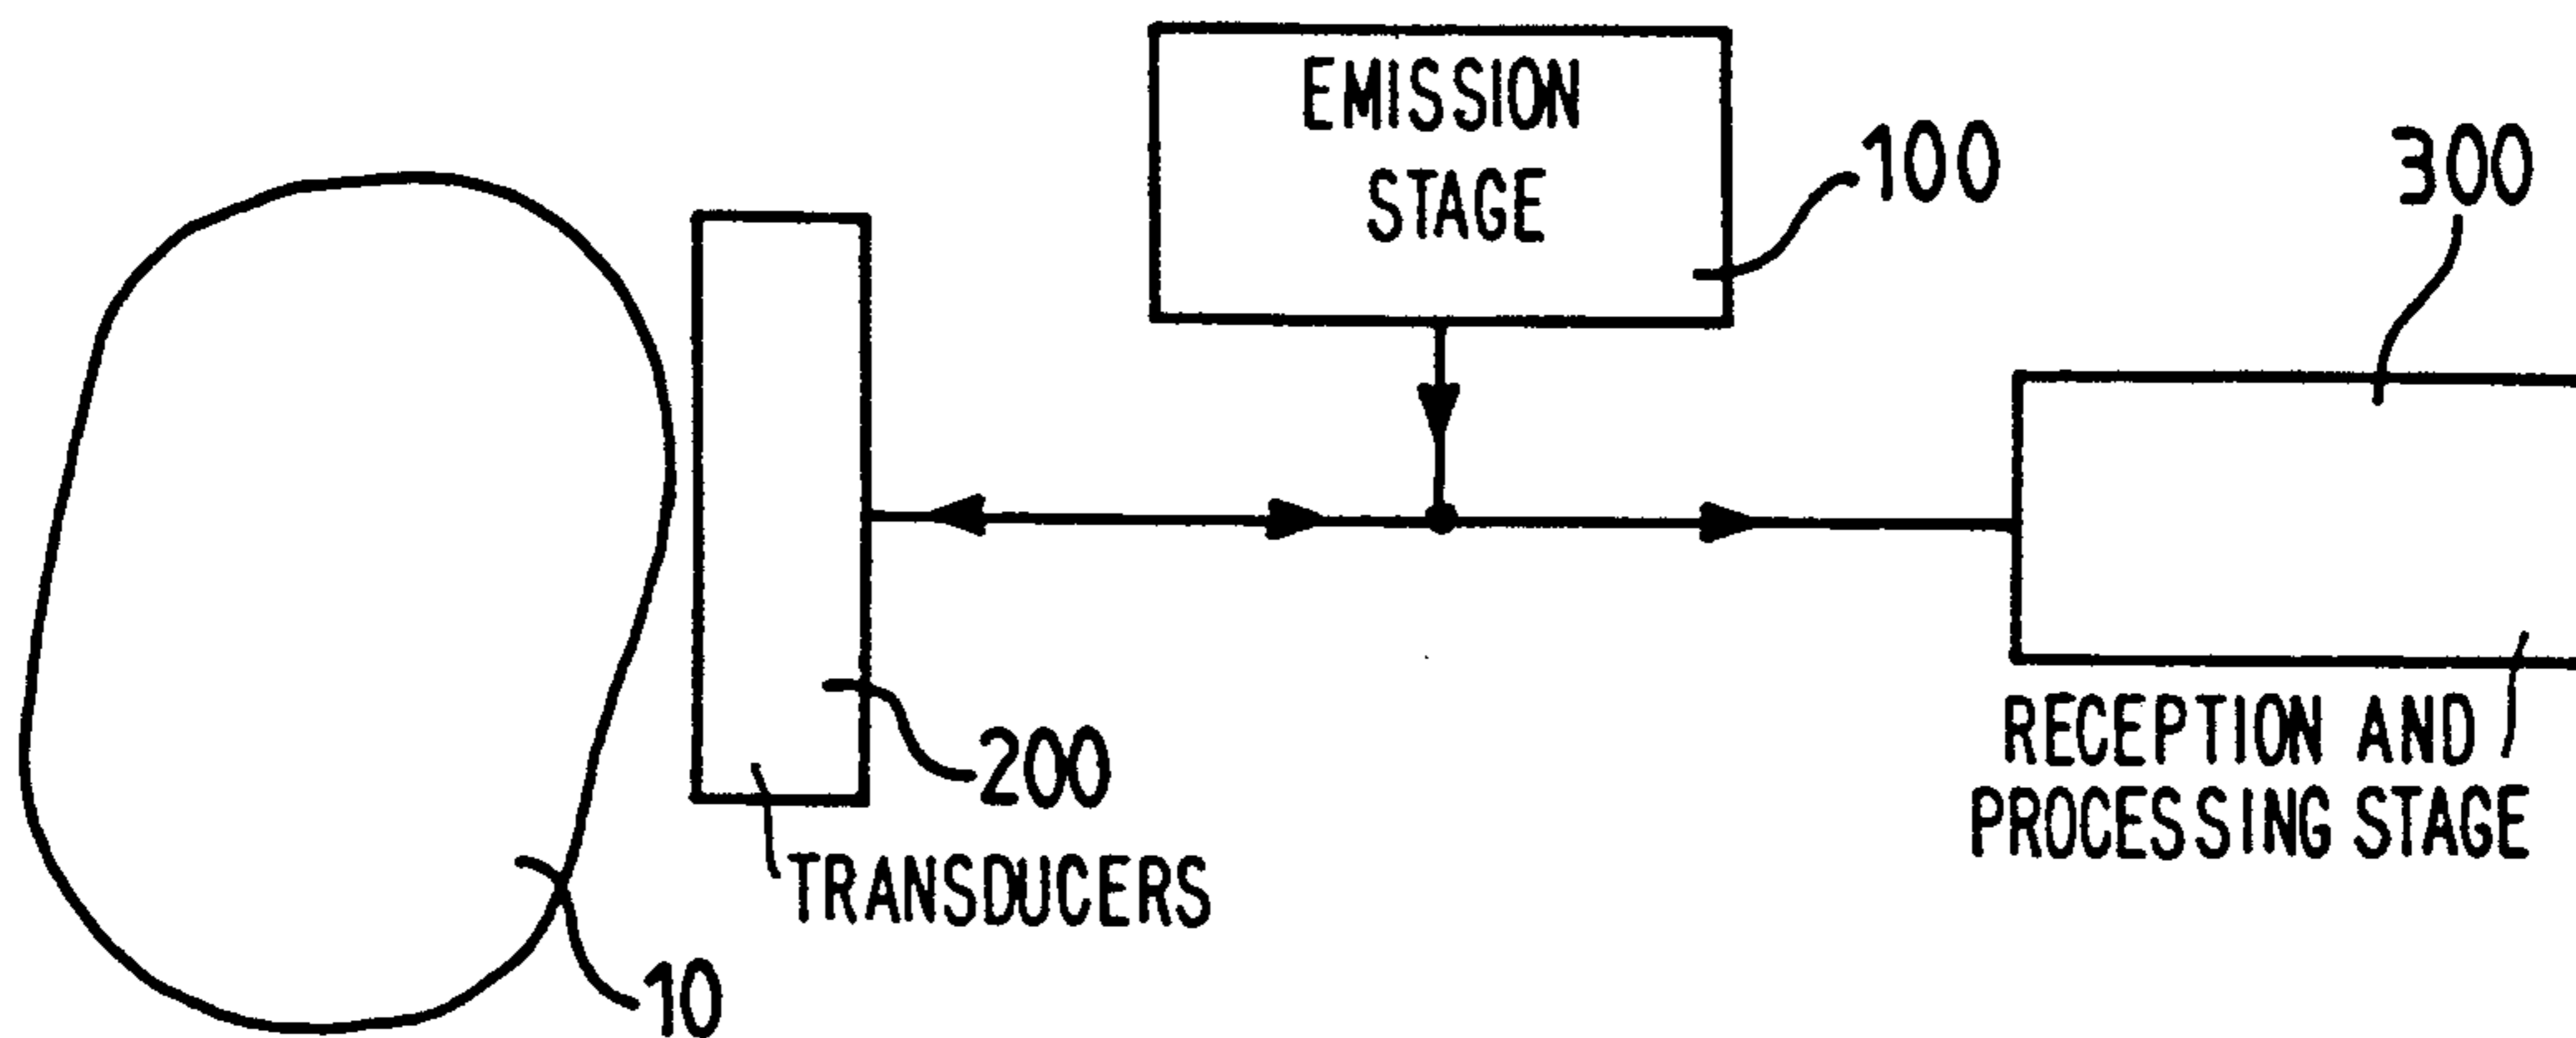 EMISSION
STAGE
100
300
200
TRANSDUCERS
RECEPTION AND
PROCESSING STAGE
10